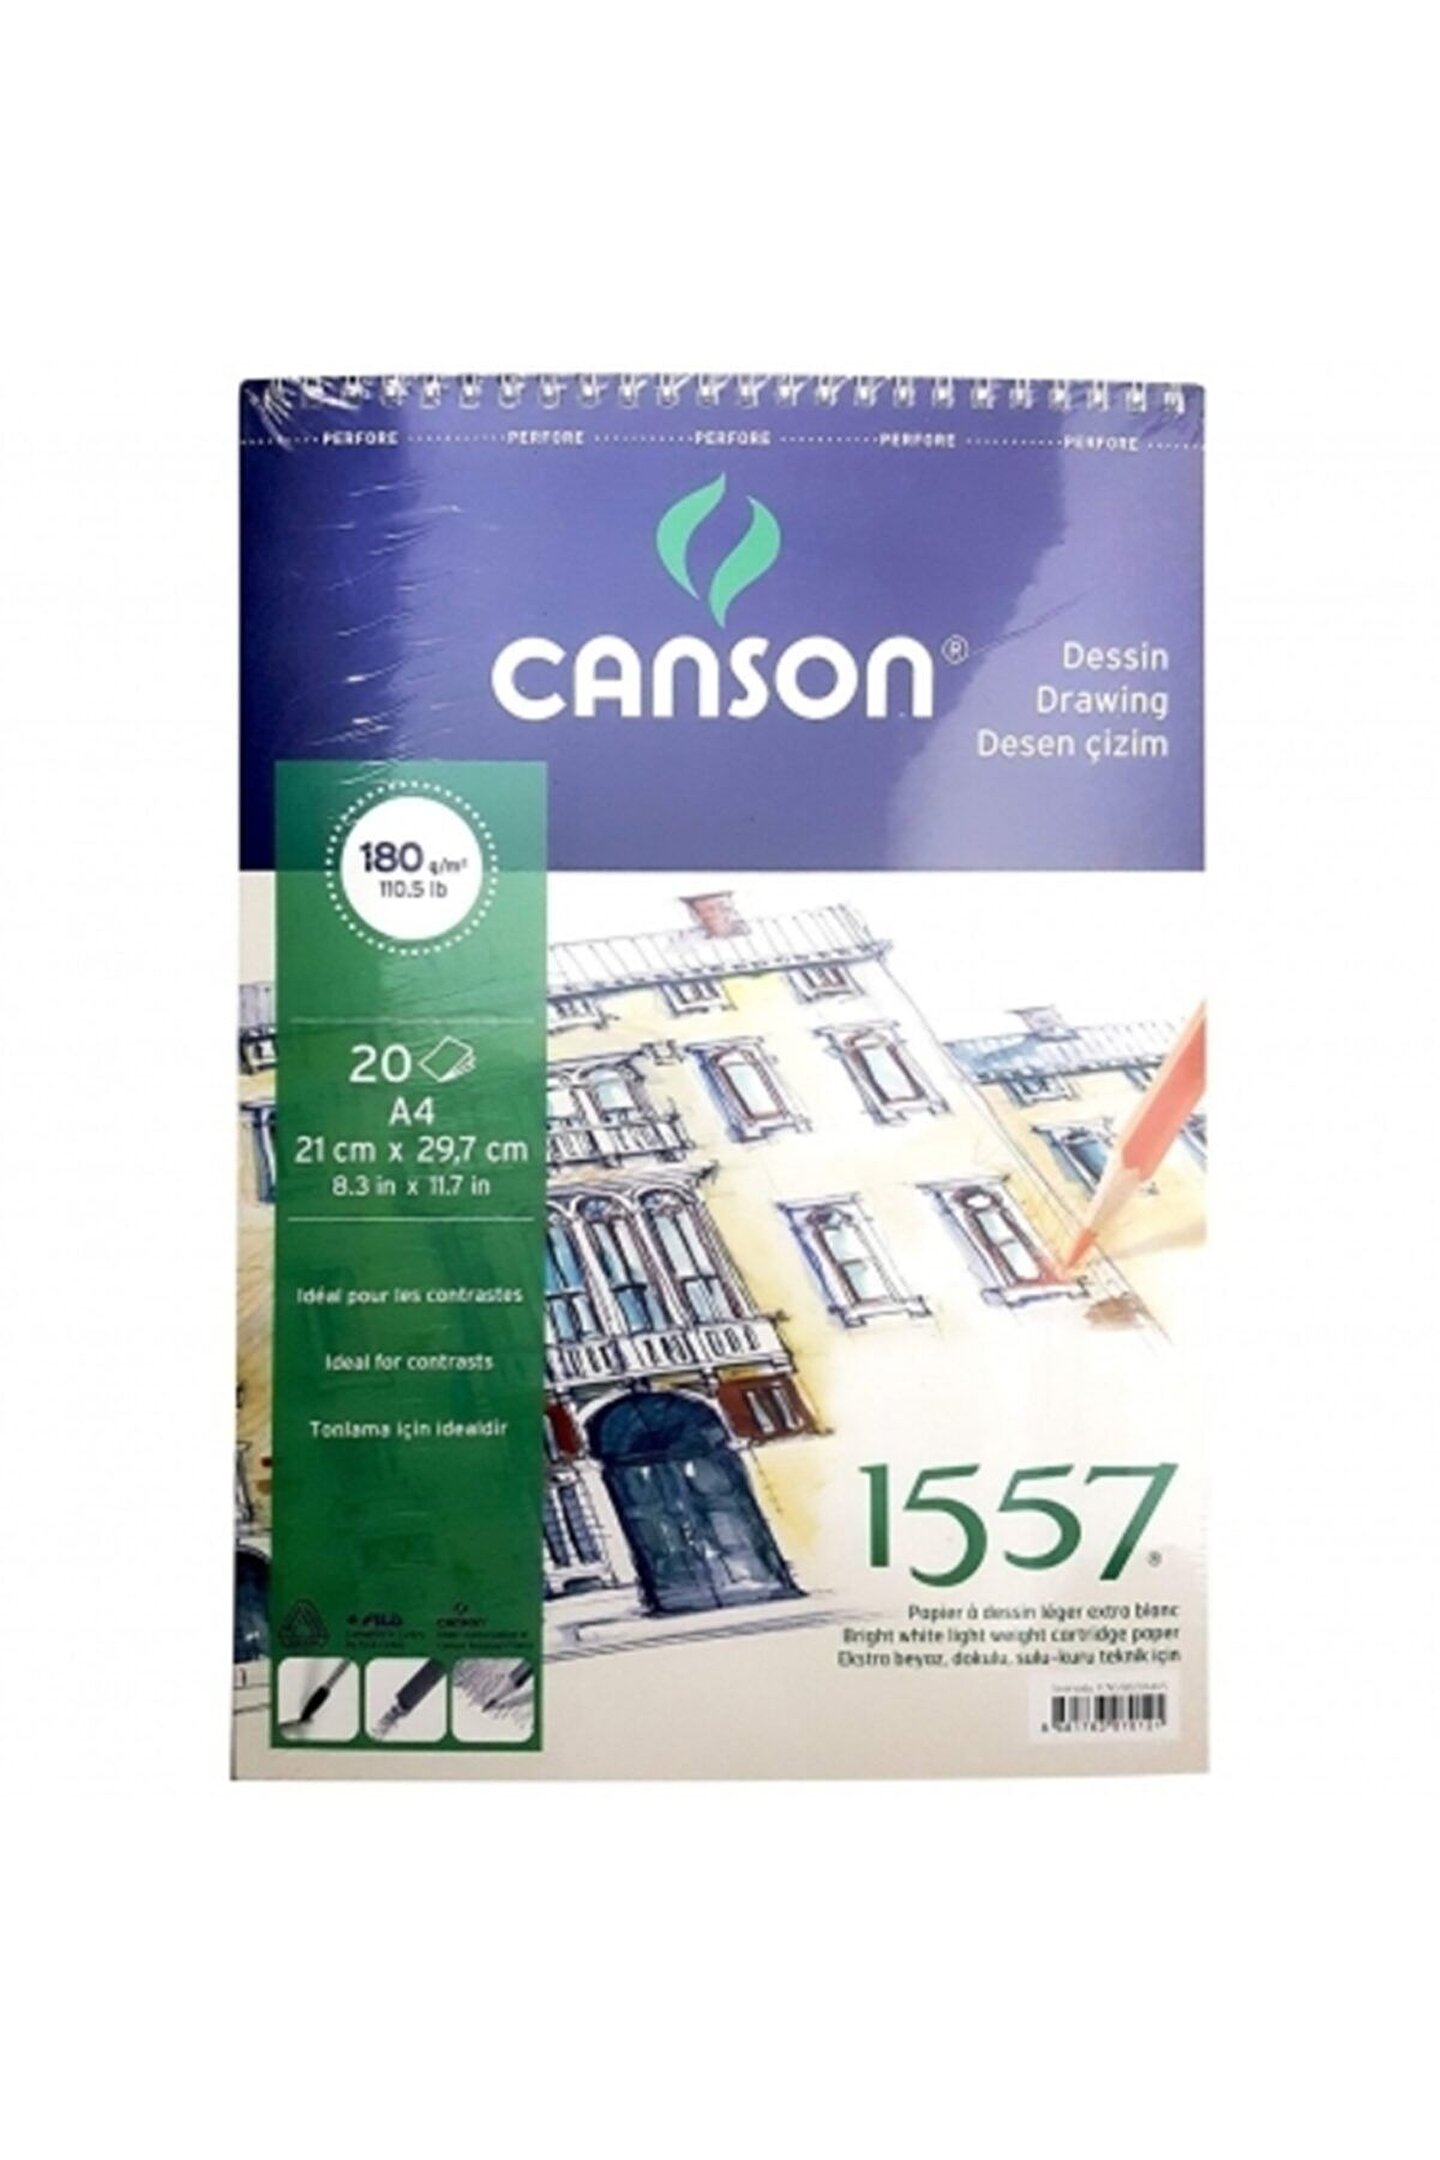 PERFORE PERFORE PERFORE PERFORE PERFORE
CANSON®
Dessin
Drawing
Desen çizim
180 g/m²
110.5 lb
20
A4
21 cm x 29,7 cm
8.3 in x 11.7 in
Idéal pour les contrastes
Ideal for contrasts
Tonlama için idealdir
1557®
Papier à dessin léger extra blanc
Bright white light weight cartridge paper
Ekstra beyaz, dokulu, sulu-kuru teknik için
FILA
CANSON